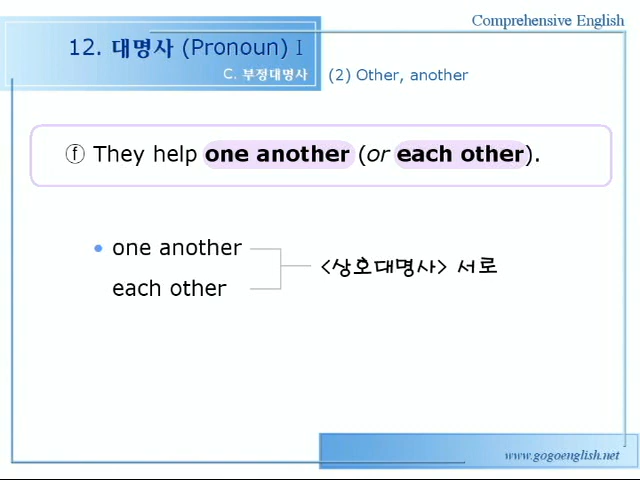 Comprehensive English
12. 대명사 (Pronoun) I
C. 부정대명사 (2) Other, another
ⓕ They help one another (or each other).
• one another
each other
<상호대명사> 서로
www.gogoenglish.net